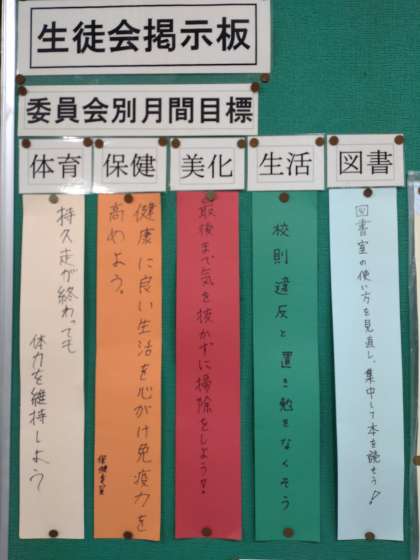 生徒会掲示板
委員会別月間目標
体育
保健
美化
生活
図書
持久走が終わっても
体力を維持しよう
健康に良い生活を心がけ免疫力を
高めよう。
保健委員
最後まで気を抜かずに掃除をしよう!
校則違反と置き勉をなくそう
図書室の使い方を見直し、集中して本を読もう!